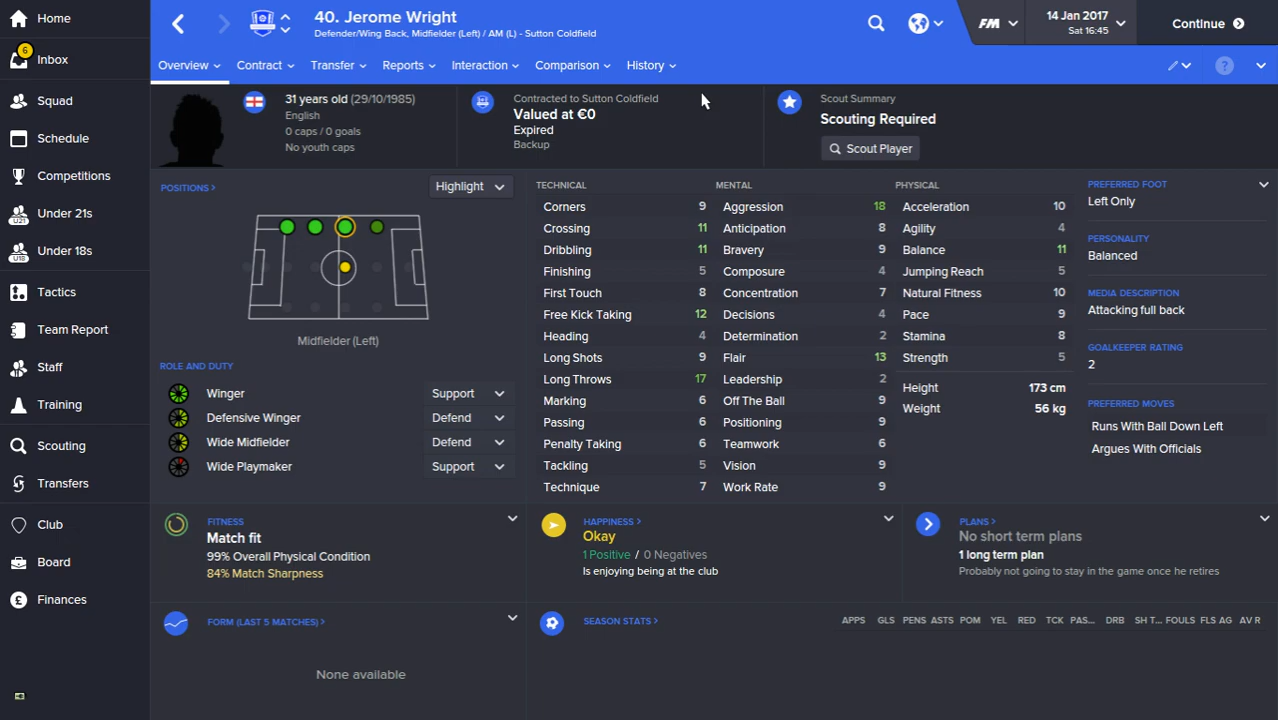 Home
6
Inbox
Squad
Schedule
Competitions
U21
Under 21s
U18
Under 18s
Tactics
Team Report
Staff
Training
Scouting
Transfers
Club
Board
£ Finances
40. Jerome Wright
Defender/Wing Back, Midfielder (Left) / AM (L) - Sutton Coldfield
FM
14 Jan 2017
Sat 16:45
Continue
Overview Contract Transfer Reports Interaction Comparison History
?
31 years old (29/10/1985)
English
0 caps / 0 goals
No youth caps
Contracted to Sutton Coldfield
Valued at €0
Expired
Backup
Scout Summary
Scouting Required
Scout Player
POSITIONS >
Highlight
Midfielder (Left)
ROLE AND DUTY
Winger Support
Defensive Winger Defend
Wide Midfielder Defend
Wide Playmaker Support
TECHNICAL
Corners 9
Crossing 11
Dribbling 11
Finishing 5
First Touch 8
Free Kick Taking 12
Heading 4
Long Shots 9
Long Throws 17
Marking 6
Passing 6
Penalty Taking 6
Tackling 5
Technique 7
MENTAL
Aggression 18
Anticipation 8
Bravery 9
Composure 4
Concentration 7
Decisions 4
Determination 2
Flair 13
Leadership 2
Off The Ball 9
Positioning 9
Teamwork 6
Vision 9
Work Rate 9
PHYSICAL
Acceleration 10
Agility 4
Balance 11
Jumping Reach 5
Natural Fitness 10
Pace 9
Stamina 8
Strength 5
Height 173 cm
Weight 56 kg
PREFERRED FOOT
Left Only
PERSONALITY
Balanced
MEDIA DESCRIPTION
Attacking full back
GOALKEEPER RATING
2
PREFERRED MOVES
Runs With Ball Down Left
Argues With Officials
FITNESS
Match fit
99% Overall Physical Condition
84% Match Sharpness
HAPPINESS >
Okay
1 Positive / 0 Negatives
Is enjoying being at the club
PLANS >
No short term plans
1 long term plan
Probably not going to stay in the game once he retires
FORM (LAST 5 MATCHES) >
None available
SEASON STATS >
APPS GLS PENS ASTS POM YEL RED TCK PAS... DRB SH T... FOULS FLS AG AV R